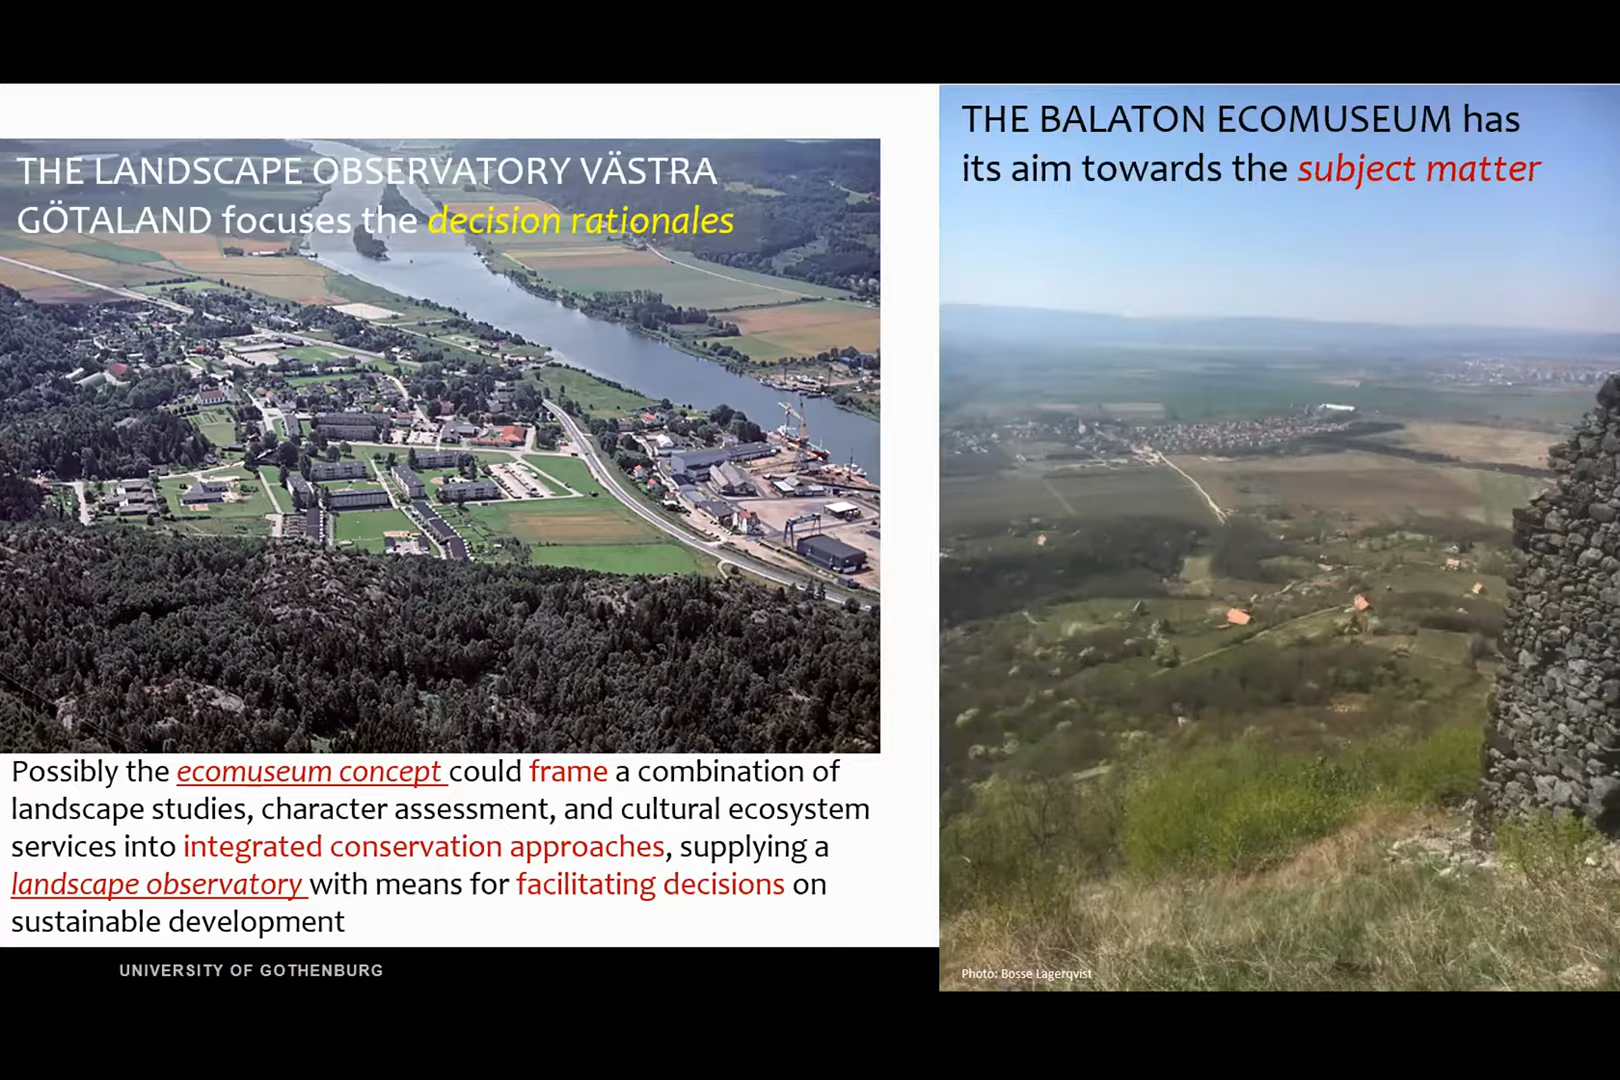 THE LANDSCAPE OBSERVATORY VÄSTRA
GÖTALAND focuses the decision rationales
Possibly the ecomuseum concept could frame a combination of
landscape studies, character assessment, and cultural ecosystem
services into integrated conservation approaches, supplying a
landscape observatory with means for facilitating decisions on
sustainable development
UNIVERSITY OF GOTHENBURG
THE BALATON ECOMUSEUM has
its aim towards the subject matter
Photo: Bosse Lagerqvist